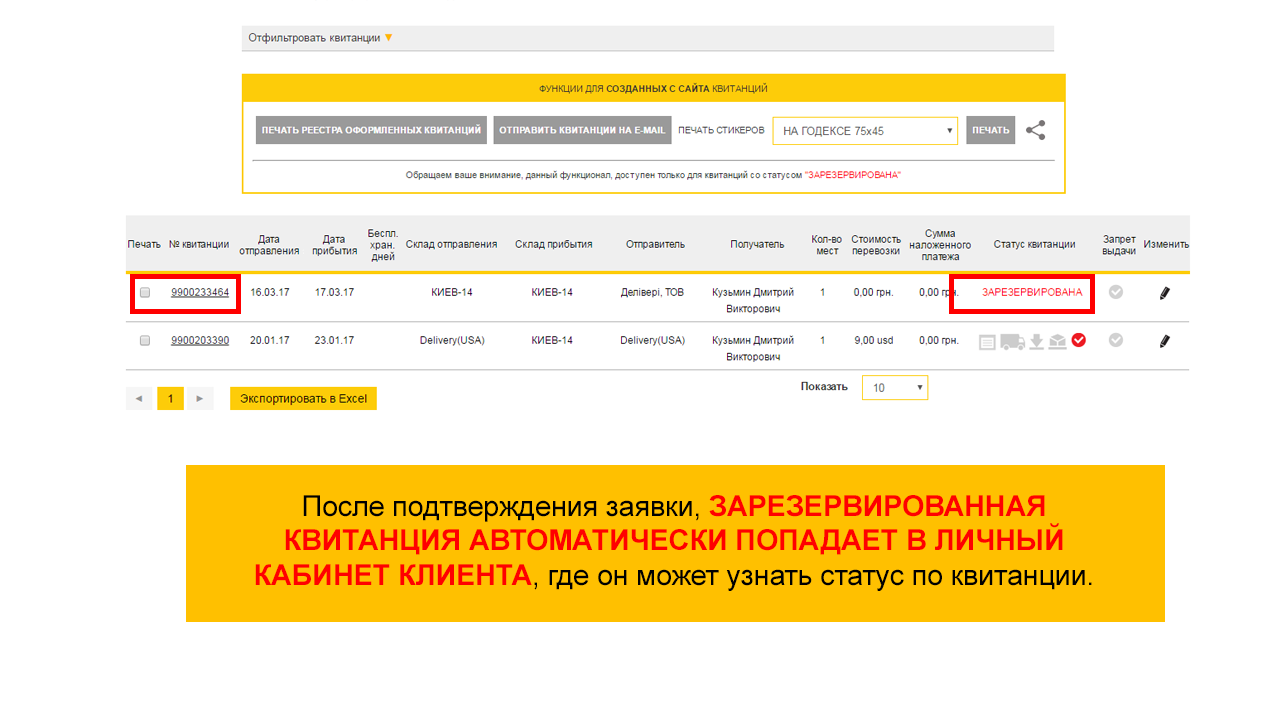 Отфильтровать квитанции ▼
ФУНКЦИИ ДЛЯ СОЗДАННЫХ С САЙТА КВИТАНЦИЙ
ПЕЧАТЬ РЕЕСТРА ОФОРМЛЕННЫХ КВИТАНЦИЙ ОТПРАВИТЬ КВИТАНЦИИ НА E-MAIL ПЕЧАТЬ СТИКЕРОВ НА ГОДЕКСЕ 75x45 ПЕЧАТЬ
Обращаем ваше внимание, данный функционал, доступен только для квитанций со статусом "ЗАРЕЗЕРВИРОВАНА"
Печать № квитанции Дата отправления Дата прибытия Беспл. хран. дней Склад отправления Склад прибытия Отправитель Получатель Кол-во мест Стоимость перевозки Сумма наложенного платежа Статус квитанции Запрет выдачи Изменить
9900233464 16.03.17 17.03.17 КИЕВ-14 КИЕВ-14 Делівері, ТОВ Кузьмин Дмитрий Викторович 1 0,00 грн. 0,00 грн. ЗАРЕЗЕРВИРОВАНА
9900203390 20.01.17 23.01.17 Delivery(USA) КИЕВ-14 Delivery(USA) Кузьмин Дмитрий Викторович 1 9,00 usd 0,00 грн.
◄ 1 ► Экспортировать в Excel Показать 10
После подтверждения заявки, ЗАРЕЗЕРВИРОВАННАЯ
КВИТАНЦИЯ АВТОМАТИЧЕСКИ ПОПАДАЕТ В ЛИЧНЫЙ
КАБИНЕТ КЛИЕНТА, где он может узнать статус по квитанции.